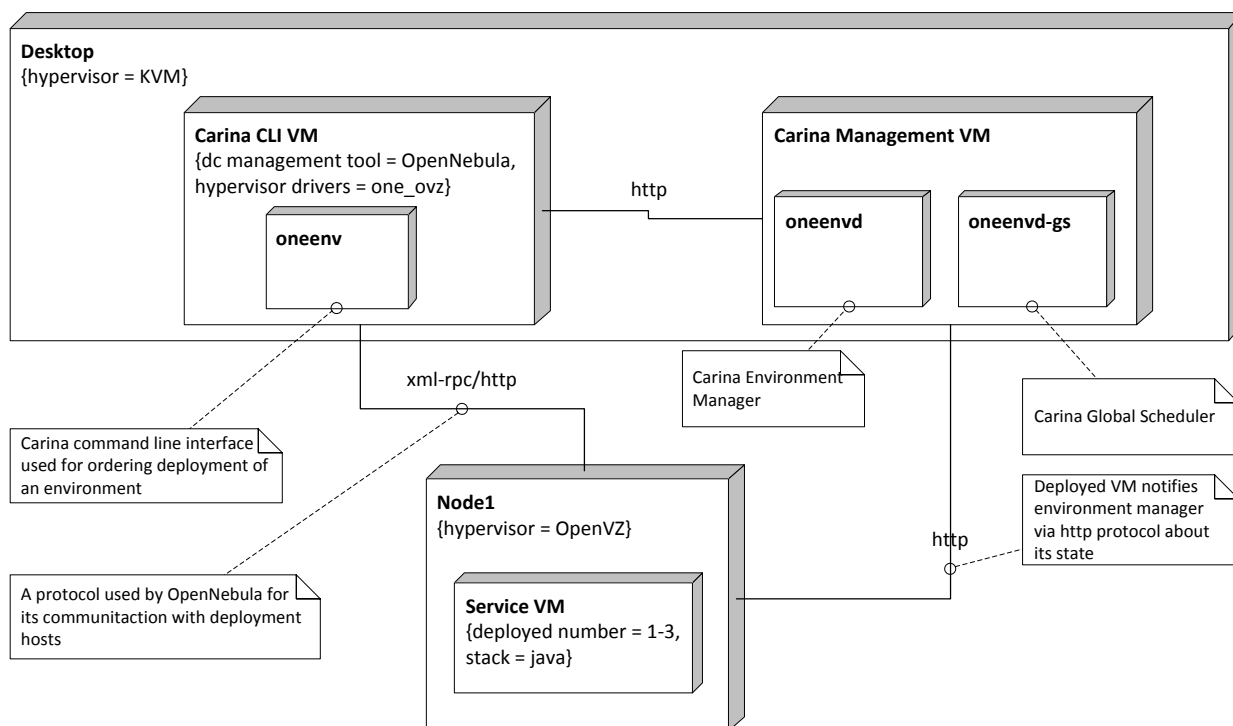 Desktop
{hypervisor = KVM}
Carina CLI VM
{dc management tool = OpenNebula,
hypervisor drivers = one_ovz}
oneenv
http
Carina Management VM
oneenvd
oneenvd-gs
xml-rpc/http
Carina Environment
Manager
Carina Global Scheduler
Carina command line interface
used for ordering deployment of
an environment
Deployed VM notifies
environment manager
via http protocol about
its state
Node1
{hypervisor = OpenVZ}
http
A protocol used by OpenNebula for
its communitaction with deployment
hosts
Service VM
{deployed number = 1-3,
stack = java}